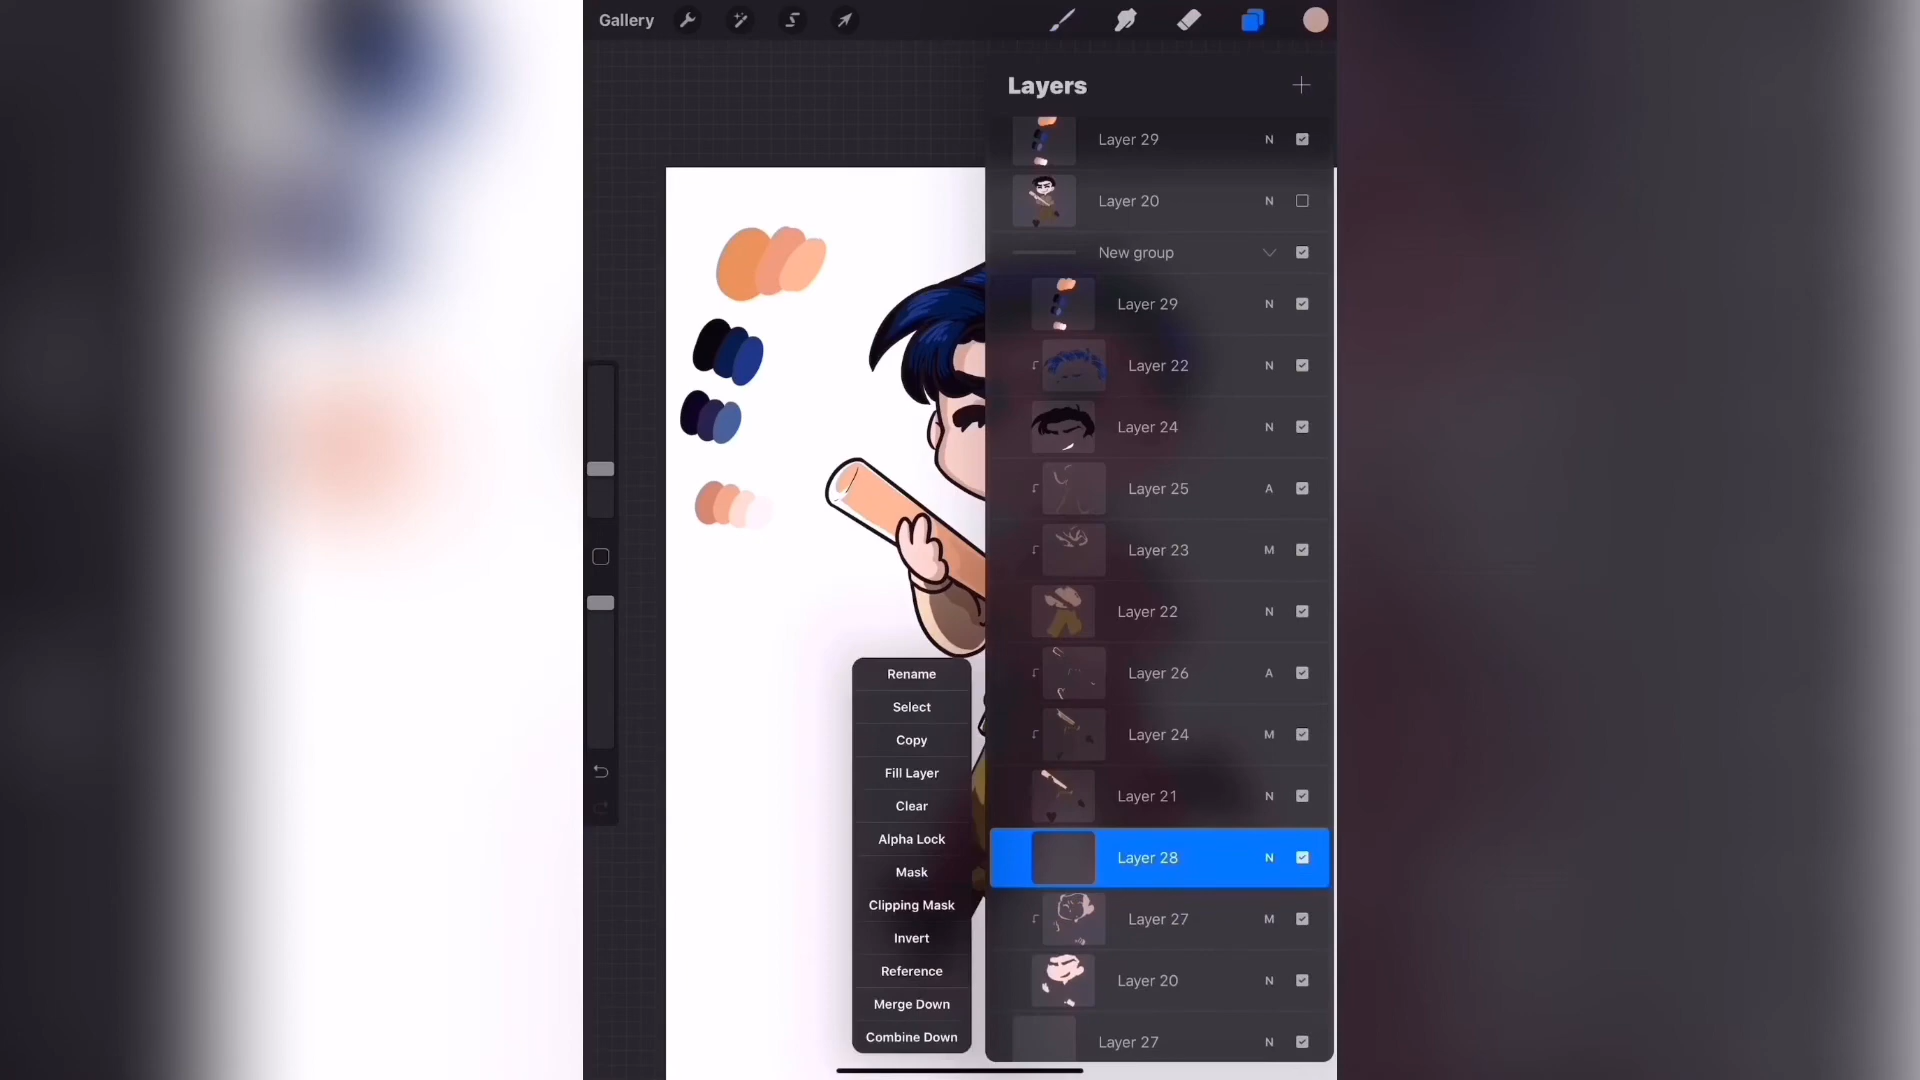 Gallery
Layers
Layer 29 N
Layer 20 N
New group
Layer 29 N
Layer 22 N
Layer 24 N
Layer 25 A
Layer 23 M
Layer 22 N
Layer 26 A
Layer 24 M
Layer 21 N
Layer 28 N
Layer 27 M
Layer 20 N
Layer 27 N
Rename
Select
Copy
Fill Layer
Clear
Alpha Lock
Mask
Clipping Mask
Invert
Reference
Merge Down
Combine Down